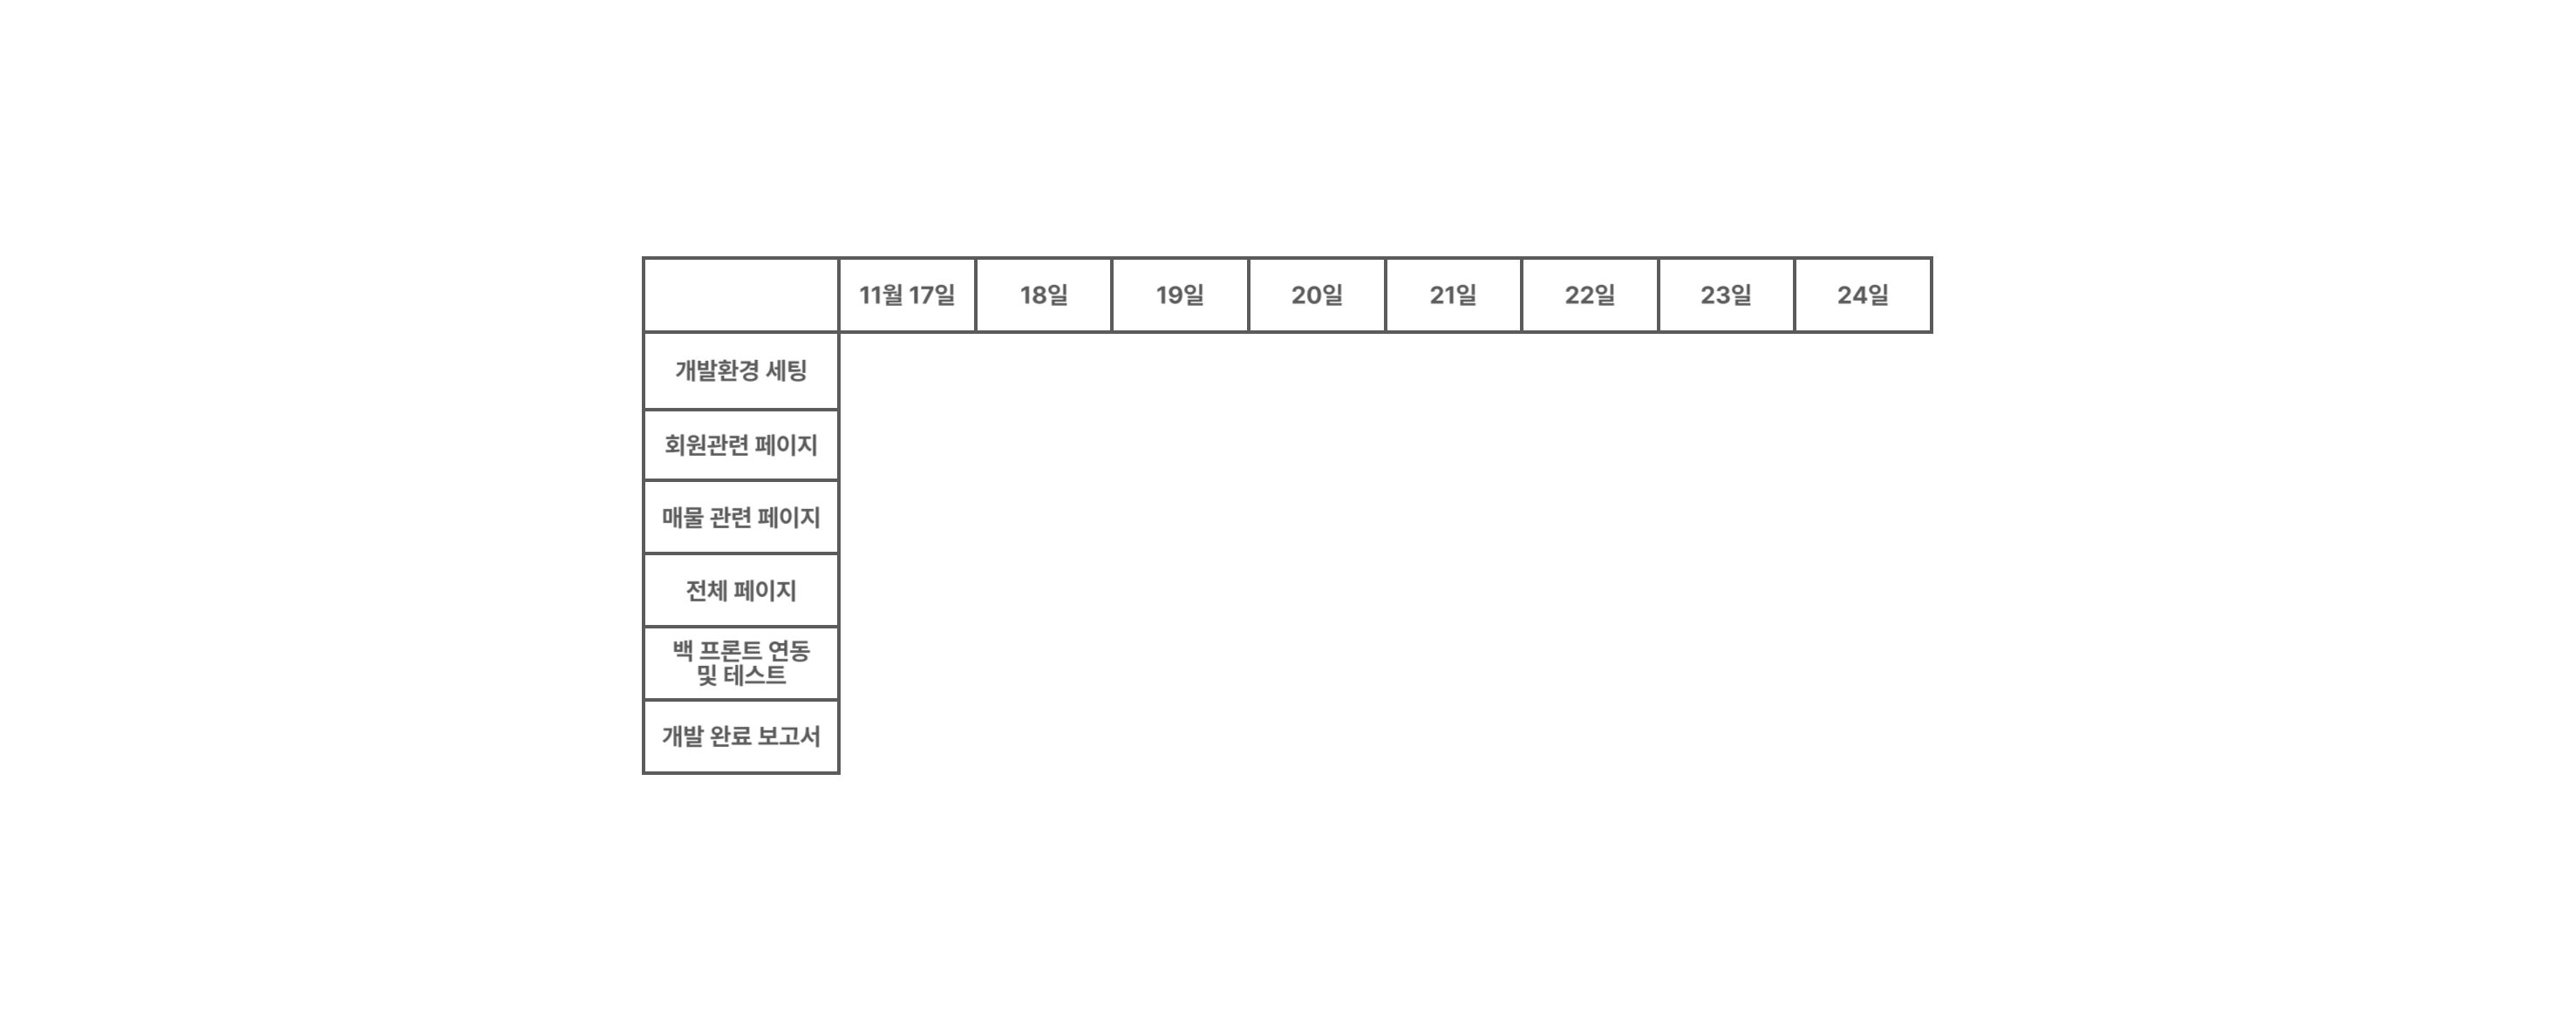 11월 17일 18일 19일 20일 21일 22일 23일 24일
개발환경 세팅
회원관련 페이지
매물 관련 페이지
전체 페이지
백 프론트 연동
및 테스트
개발 완료 보고서